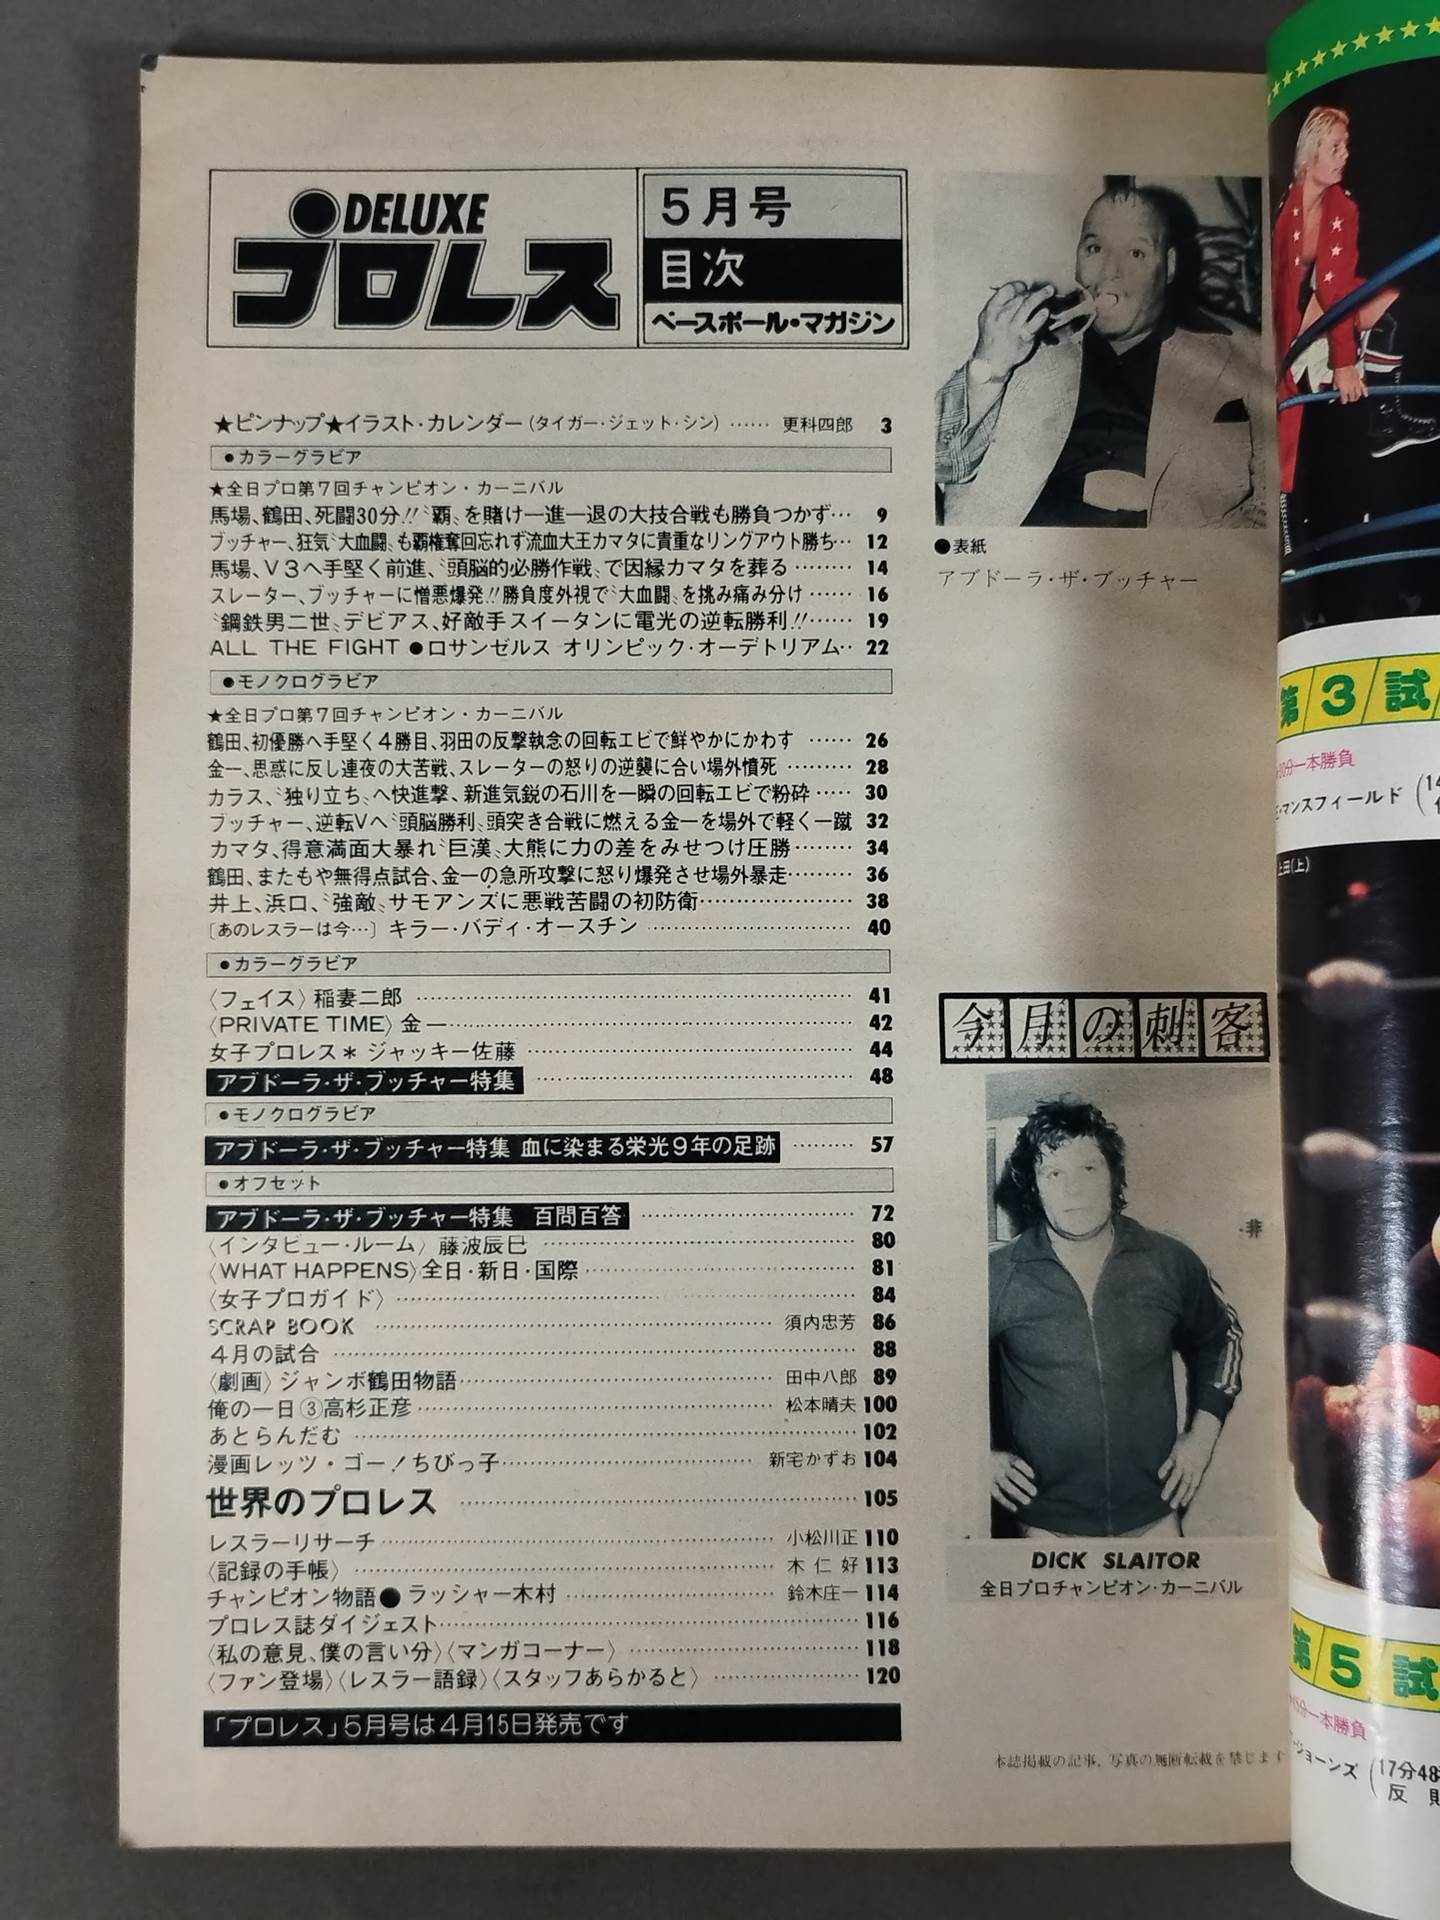 ●DELUXE
プロレス
5月号
目次
ベースボール・マガジン
★ピンナップ★イラスト・カレンダー(タイガー・ジェット・シン)……更科四郎 3
●カラーグラビア
★全日プロ第7回チャンピオン・カーニバル
馬場、鶴田、死闘30分!!〝覇〟を賭け一進一退の大技合戦も勝負つかず… 9
ブッチャー、狂気〝大血闘〟も覇権奪回忘れず流血大王カマタに貴重なリングアウト勝ち… 12
馬場、V3へ手堅く前進、〝頭脳的必勝作戦〟で因縁カマタを葬る…… 14
スレーター、ブッチャーに憎悪爆発!!勝負度外視で〝大血闘〟を挑み痛み分け…… 16
〝鋼鉄男二世〟デビアス、好敵手スイータンに電光の逆転勝利!!…… 19
ALL THE FIGHT ●ロサンゼルス オリンピック・オーデトリアム… 22
●モノクログラビア
★全日プロ第7回チャンピオン・カーニバル
鶴田、初優勝へ手堅く4勝目、羽田の反撃執念の回転エビで鮮やかにかわす …… 26
金一、思惑に反し連夜の大苦戦、スレーターの怒りの逆襲に合い場外憤死 …… 28
カラス、〝独り立ち〟へ快進撃、新進気鋭の石川を一瞬の回転エビで粉砕…… 30
ブッチャー、逆転Vへ〝頭脳勝利〟頭突き合戦に燃える金一を場外で軽く一蹴 32
カマタ、得意満面大暴れ〝巨漢〟大熊に力の差をみせつけ圧勝…… 34
鶴田、またもや無得点試合、金一の急所攻撃に怒り爆発させ場外暴走…… 36
井上、浜口、〝強敵〟サモアンズに悪戦苦闘の初防衛…… 38
[あのレスラーは今…] キラー・バディ・オースチン …… 40
●カラーグラビア
〈フェイス〉稲妻二郎 …… 41
〈PRIVATE TIME〉金一…… 42
女子プロレス＊ジャッキー佐藤 …… 44
アブドーラ・ザ・ブッチャー特集 …… 48
●モノクログラビア
アブドーラ・ザ・ブッチャー特集 血に染まる栄光9年の足跡 …… 57
●オフセット
アブドーラ・ザ・ブッチャー特集 百問百答 …… 72
〈インタビュー・ルーム〉藤波辰巳 …… 80
〈WHAT HAPPENS〉全日・新日・国際…… 81
〈女子プロガイド〉…… 84
SCRAP BOOK …… 須内忠芳 86
4月の試合 …… 88
〈劇画〉ジャンボ鶴田物語…… 田中八郎 89
俺の一日③高杉正彦…… 松本晴夫 100
あとらんだむ …… 102
漫画レッツ・ゴー!ちびっ子…… 新宅かずお 104
世界のプロレス …… 105
レスラーリサーチ…… 小松川正 110
〈記録の手帳〉…… 木仁好 113
チャンピオン物語●ラッシャー木村 …… 鈴木庄一 114
プロレス誌ダイジェスト…… 116
〈私の意見、僕の言い分〉〈マンガコーナー〉…… 118
〈ファン登場〉〈レスラー語録〉〈スタッフあらかると〉…… 120
「プロレス」5月号は4月15日発売です
●表紙
アブドーラ・ザ・ブッチャー
今月の刺客
非
DICK SLAITOR
全日プロチャンピオン・カーニバル
本誌掲載の記事、写真の無断転載を禁じます
第3試
30分一本勝負
マンスフィールド
上田(上)
第5試
45分一本勝負
ジョーンズ (17分48
反則